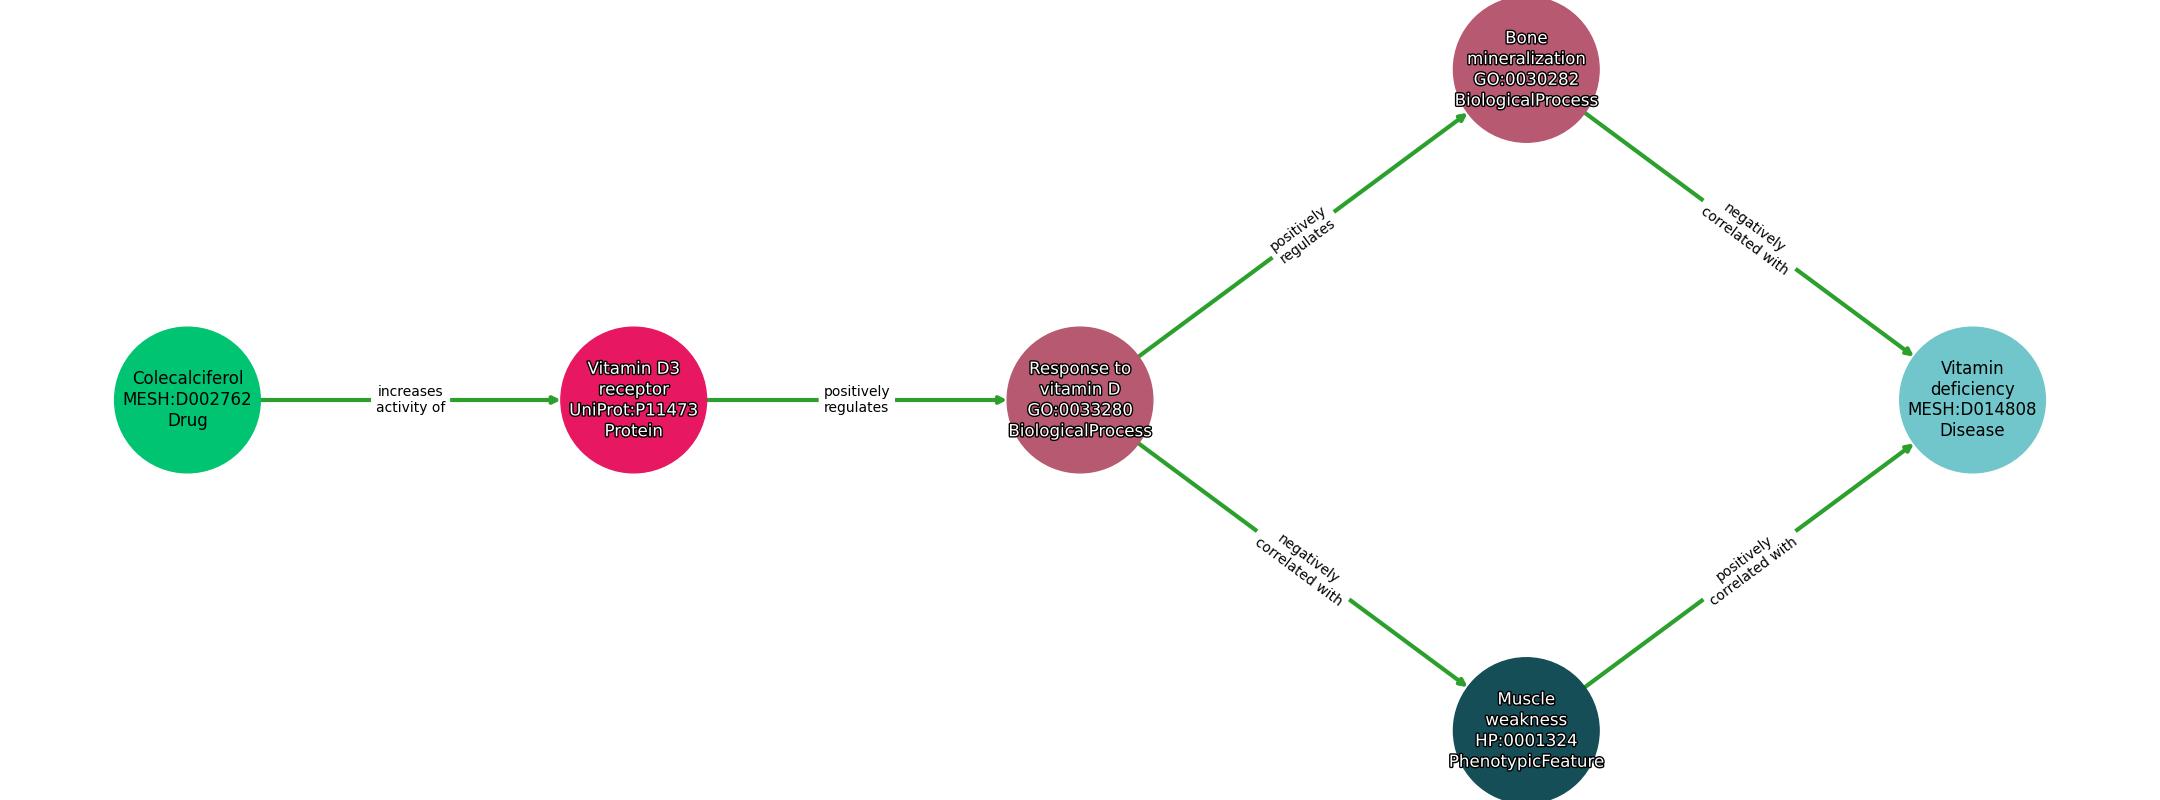 Bone
mineralization
GO:0030282
BiologicalProcess
positively
regulates
negatively
correlated with
Colecalciferol
MESH:D002762
Drug
increases
activity of
Vitamin D3
receptor
UniProt:P11473
Protein
positively
regulates
Response to
vitamin D
GO:0033280
BiologicalProcess
Vitamin
deficiency
MESH:D014808
Disease
negatively
correlated with
positively
correlated with
Muscle
weakness
HP:0001324
PhenotypicFeature